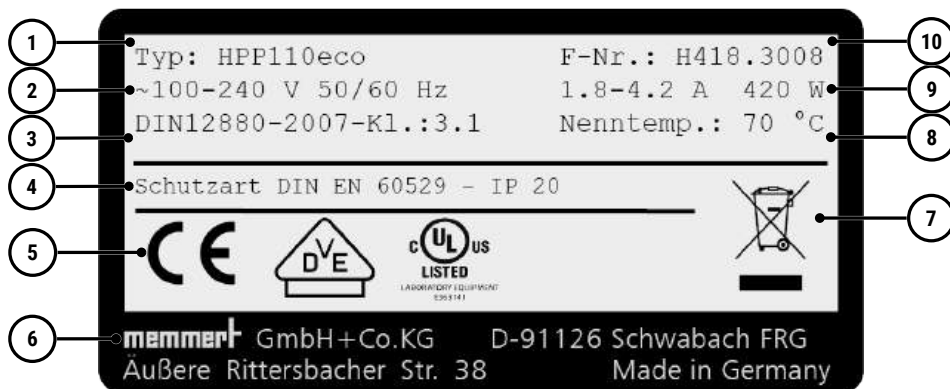 1 Typ: HPP110eco F-Nr.: H418.3008 10
2 ~100-240 V 50/60 Hz 1.8-4.2 A 420 W 9
3 DIN12880-2007-Kl.:3.1 Nenntemp.: 70 °C 8
4 Schutzart DIN EN 60529 - IP 20
5 CE DVE C UL US 7
LISTED
LABORATORY EQUIPMENT
E363141
6 memmert GmbH+Co.KG D-91126 Schwabach FRG
Äußere Rittersbacher Str. 38 Made in Germany